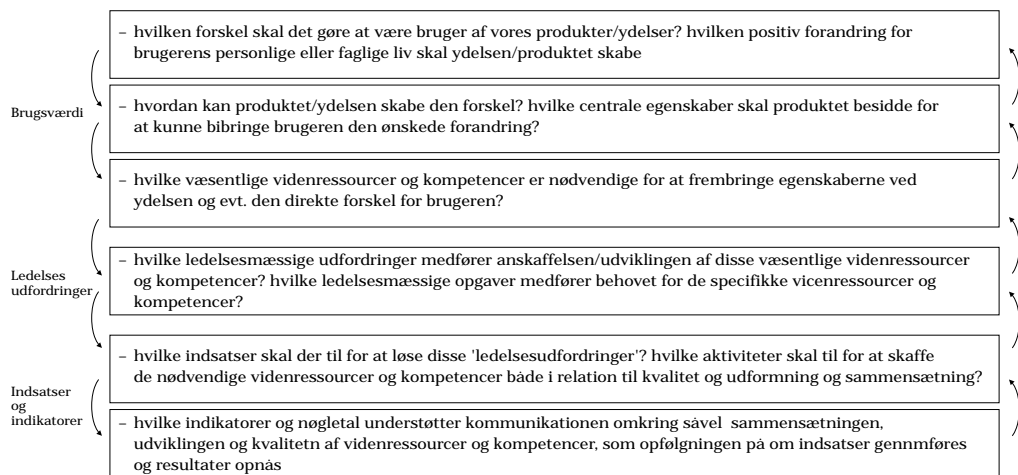 – hvilken forskel skal det gøre at være bruger af vores produkter/ydelser? hvilken positiv forandring for
brugerens personlige eller faglige liv skal ydelsen/produktet skabe
Brugsværdi
– hvordan kan produktet/ydelsen skabe den forskel? hvilke centrale egenskaber skal produktet besidde for
at kunne bibringe brugeren den ønskede forandring?
– hvilke væsentlige videnressourcer og kompetencer er nødvendige for at frembringe egenskaberne ved
ydelsen og evt. den direkte forskel for brugeren?
Ledelses
udfordringer
– hvilke ledelsesmæssige udfordringer medfører anskaffelsen/udviklingen af disse væsentlige videnressourcer
og kompetencer? hvilke ledelsesmæssige opgaver medfører behovet for de specifikke vicenressourcer og
kompetencer?
– hvilke indsatser skal der til for at løse disse 'ledelsesudfordringer'? hvilke aktiviteter skal til for at skaffe
de nødvendige videnressourcer og kompetencer både i relation til kvalitet og udformning og sammensætning?
Indsatser
og
indikatorer
– hvilke indikatorer og nøgletal understøtter kommunikationen omkring såvel sammensætningen,
udviklingen og kvalitetn af videnressourcer og kompetencer, som opfølgningen på om indsatser gennmføres
og resultater opnås